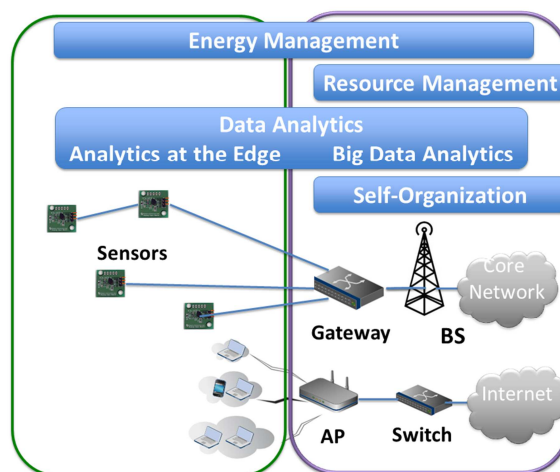 Energy Management
Resource Management
Data Analytics
Analytics at the Edge Big Data Analytics
Self-Organization
Sensors
Core
Network
Gateway
BS
Internet
AP
Switch